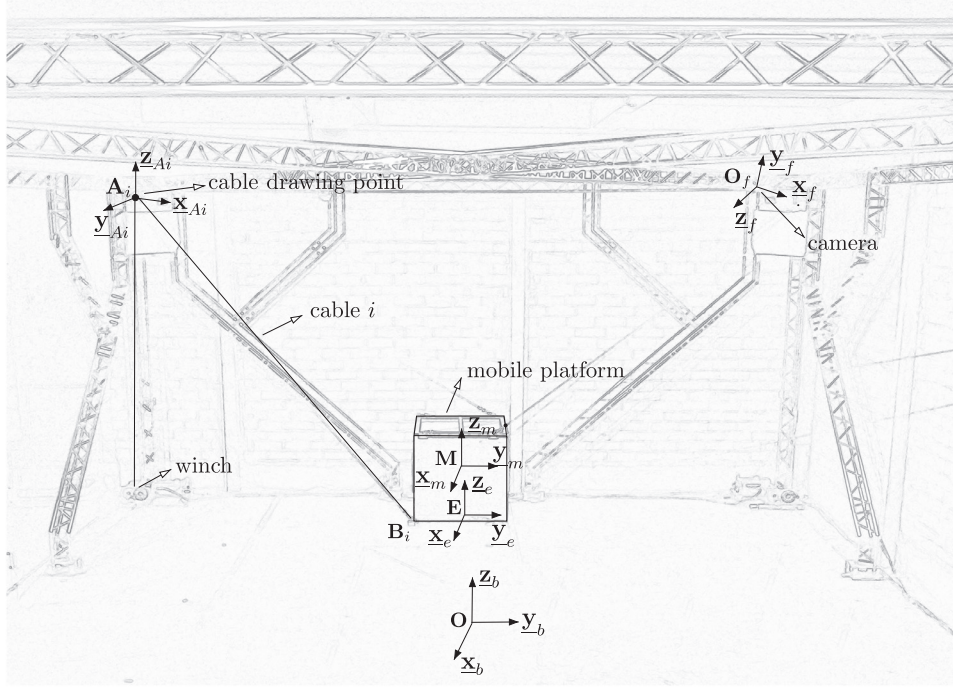 z_Ai
A_i
cable drawing point
x_Ai
y_Ai
y_f
O_f
x_f
z_f
camera
cable i
mobile platform
z_m
M
y_m
x_m
z_e
winch
E
B_i
x_e
y_e
z_b
O
y_b
x_b